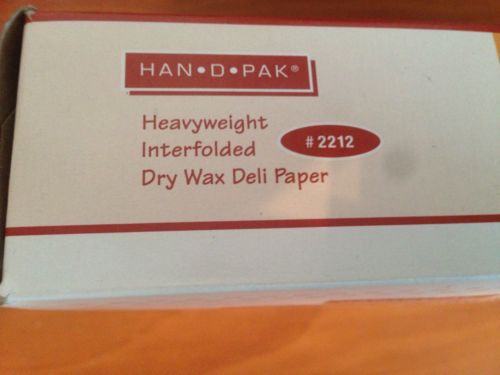 HAN•D•PAK®
Heavyweight
Interfolded
# 2212
Dry Wax Deli Paper